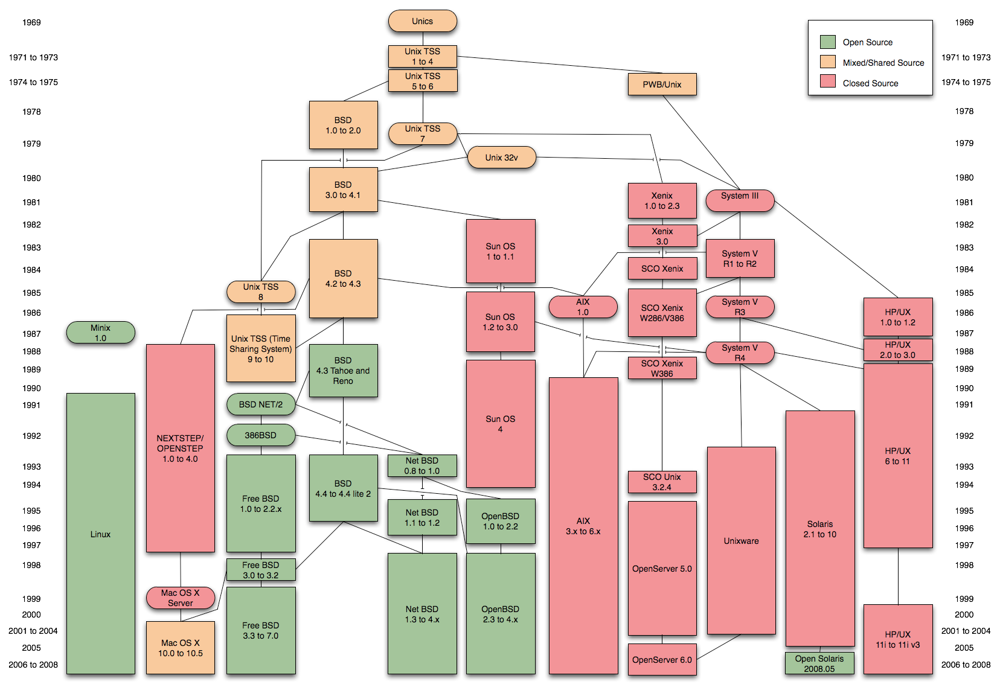 1969
Unics
1969
Open Source
Mixed/Shared Source
Closed Source
1971 to 1973
Unix TSS
1 to 4
1971 to 1973
1974 to 1975
Unix TSS
5 to 6
PWB/Unix
1974 to 1975
1978
BSD
1.0 to 2.0
1978
Unix TSS
7
1979
Unix 32v
1979
1980
BSD
3.0 to 4.1
1980
Xenix
1.0 to 2.3
System III
1981
1981
1982
Xenix
3.0
1982
1983
Sun OS
1 to 1.1
System V
R1 to R2
1983
1984
BSD
4.2 to 4.3
SCO Xenix
1984
1985
Unix TSS
8
AIX
1.0
System V
R3
1985
1986
Sun OS
1.2 to 3.0
SCO Xenix
W286/V386
HP/UX
1.0 to 1.2
1986
Minix
1.0
1987
1987
Unix TSS (Time
Sharing System)
9 to 10
1988
System V
R4
HP/UX
2.0 to 3.0
1988
BSD
4.3 Tahoe and
Reno
1989
SCO Xenix
W386
1989
1990
1990
1991
BSD NET/2
1991
1992
386BSD
1992
NEXTSTEP/
OPENSTEP
1.0 to 4.0
Sun OS
4
HP/UX
6 to 11
1993
Net BSD
0.8 to 1.0
1993
1994
SCO Unix
3.2.4
1994
BSD
4.4 to 4.4 lite 2
Free BSD
1.0 to 2.2.x
1995
Net BSD
1.1 to 1.2
OpenBSD
1.0 to 2.2
1995
1996
Linux
AIX
3.x to 6.x
Solaris
2.1 to 10
1996
Unixware
1997
1997
1998
Free BSD
3.0 to 3.2
OpenServer 5.0
1998
Mac OS X
Server
1999
1999
2000
Net BSD
1.3 to 4.x
OpenBSD
2.3 to 4.x
2000
Free BSD
3.3 to 7.0
2001 to 2004
2001 to 2004
Mac OS X
10.0 to 10.5
HP/UX
11i to 11i v3
2005
2005
OpenServer 6.0
2006 to 2008
Open Solaris
2008.05
2006 to 2008